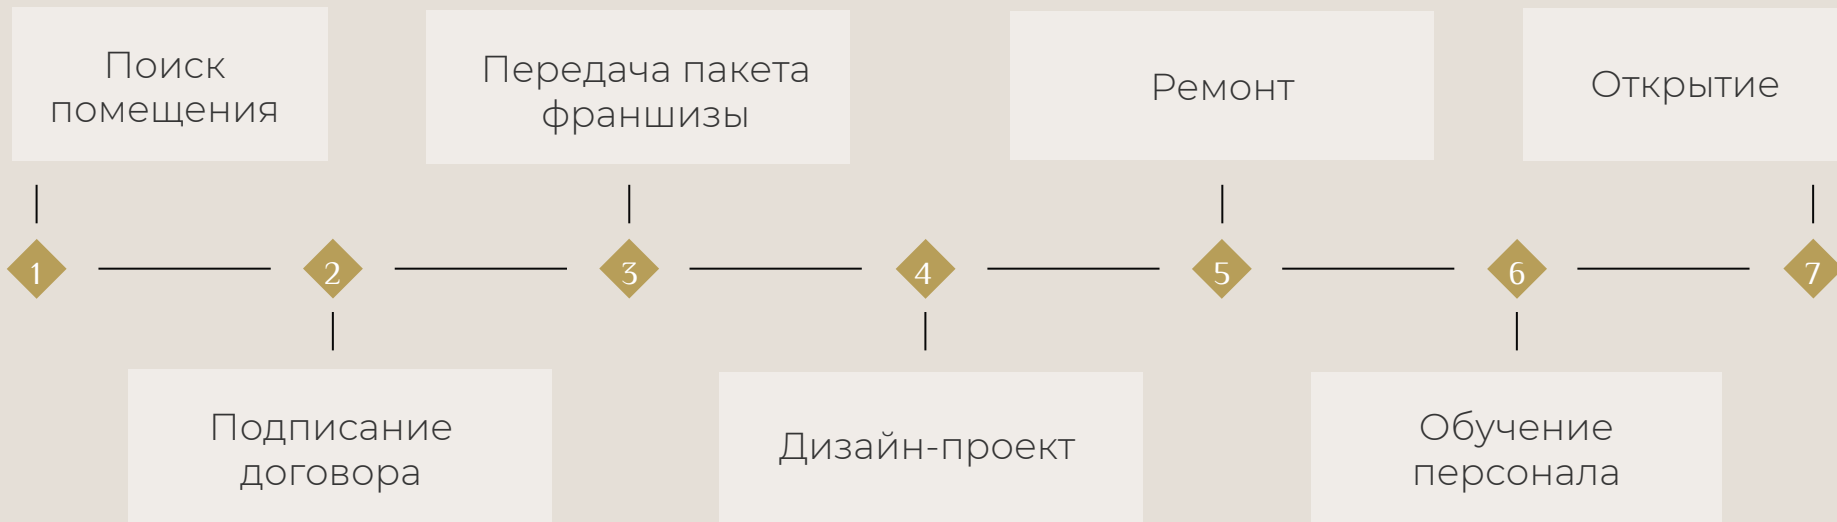 Поиск
помещения
Передача пакета
франшизы
Ремонт
Открытие
1
2
3
4
5
6
7
Подписание
договора
Дизайн-проект
Обучение
персонала